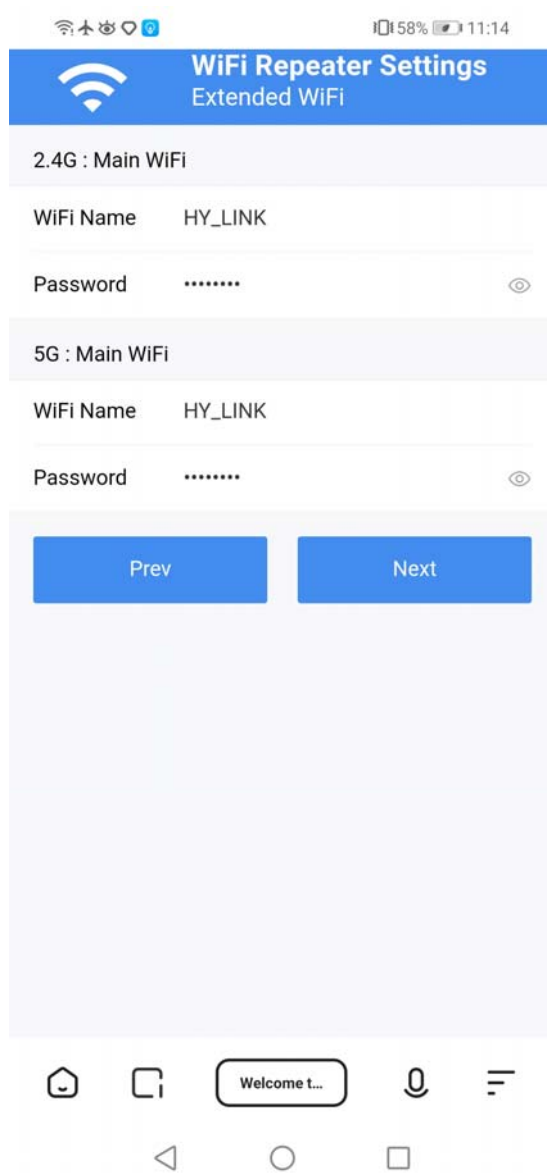 58% 11:14
WiFi Repeater Settings
Extended WiFi
2.4G : Main WiFi
WiFi Name HY_LINK
Password ••••••••
5G : Main WiFi
WiFi Name HY_LINK
Password ••••••••
Prev Next
Welcome t...